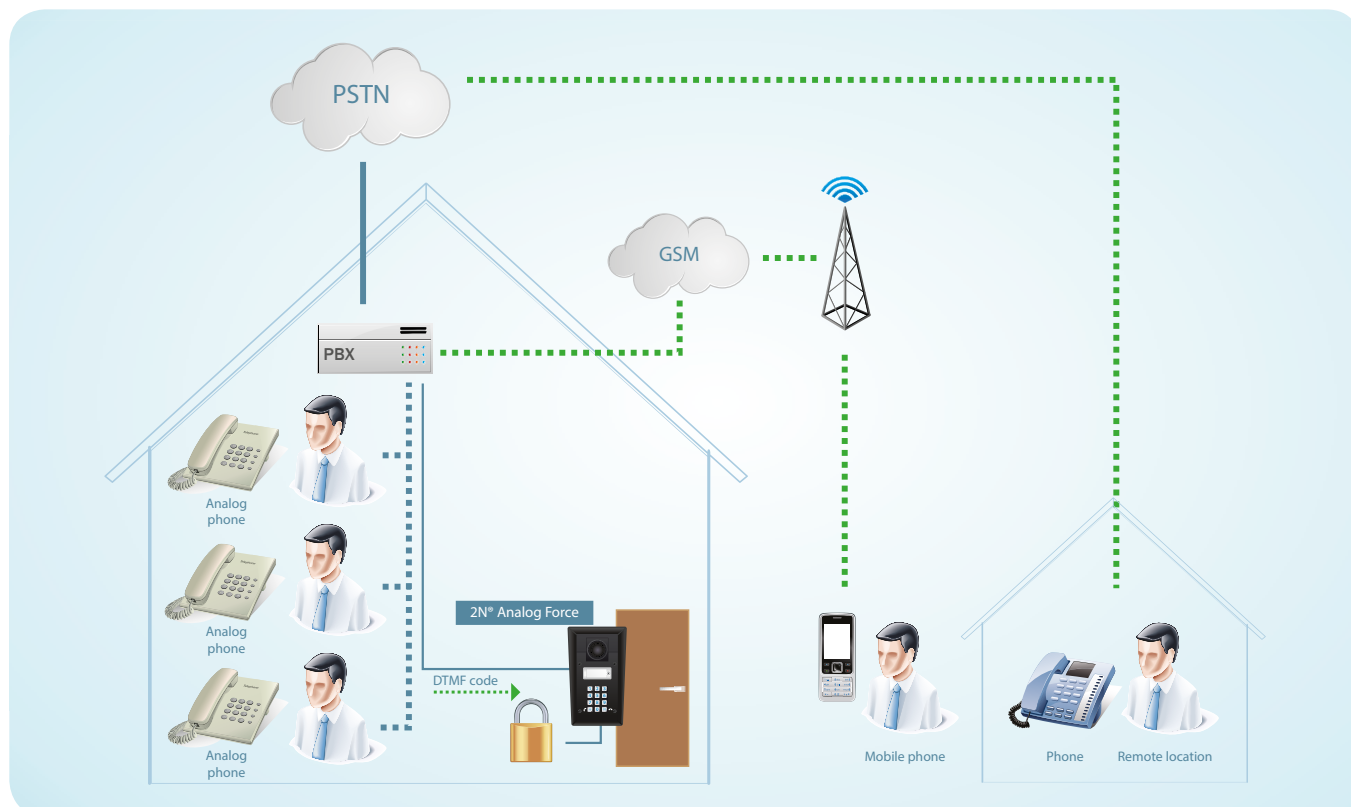 PSTN
GSM
PBX
Analog
phone
Analog
phone
2N® Analog Force
DTMF code
Analog
phone
Mobile phone
Phone
Remote location